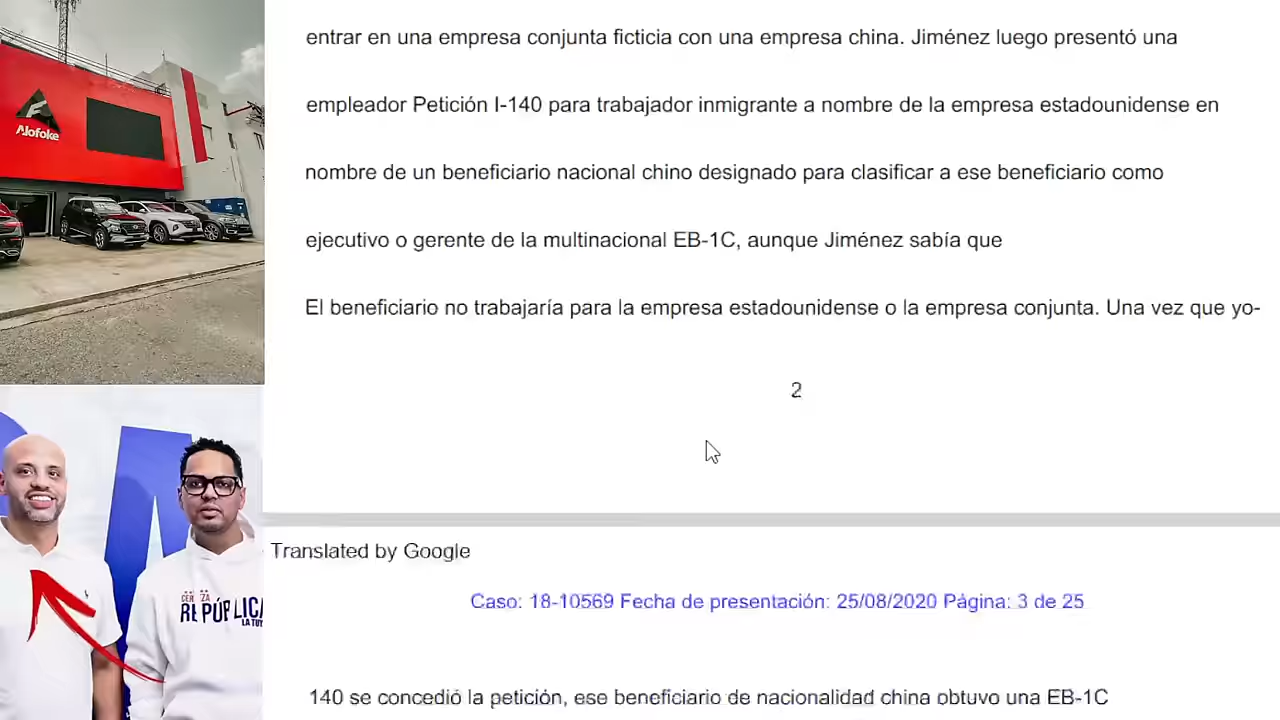 Alofoke
entrar en una empresa conjunta ficticia con una empresa china. Jiménez luego presentó una
empleador Petición I-140 para trabajador inmigrante a nombre de la empresa estadounidense en
nombre de un beneficiario nacional chino designado para clasificar a ese beneficiario como
ejecutivo o gerente de la multinacional EB-1C, aunque Jiménez sabía que
El beneficiario no trabajaría para la empresa estadounidense o la empresa conjunta. Una vez que yo-
2
Translated by Google
Caso: 18-10569 Fecha de presentación: 25/08/2020 Página: 3 de 25
140 se concedió la petición, ese beneficiario de nacionalidad china obtuvo una EB-1C
REPÚBLICA
LA TUY